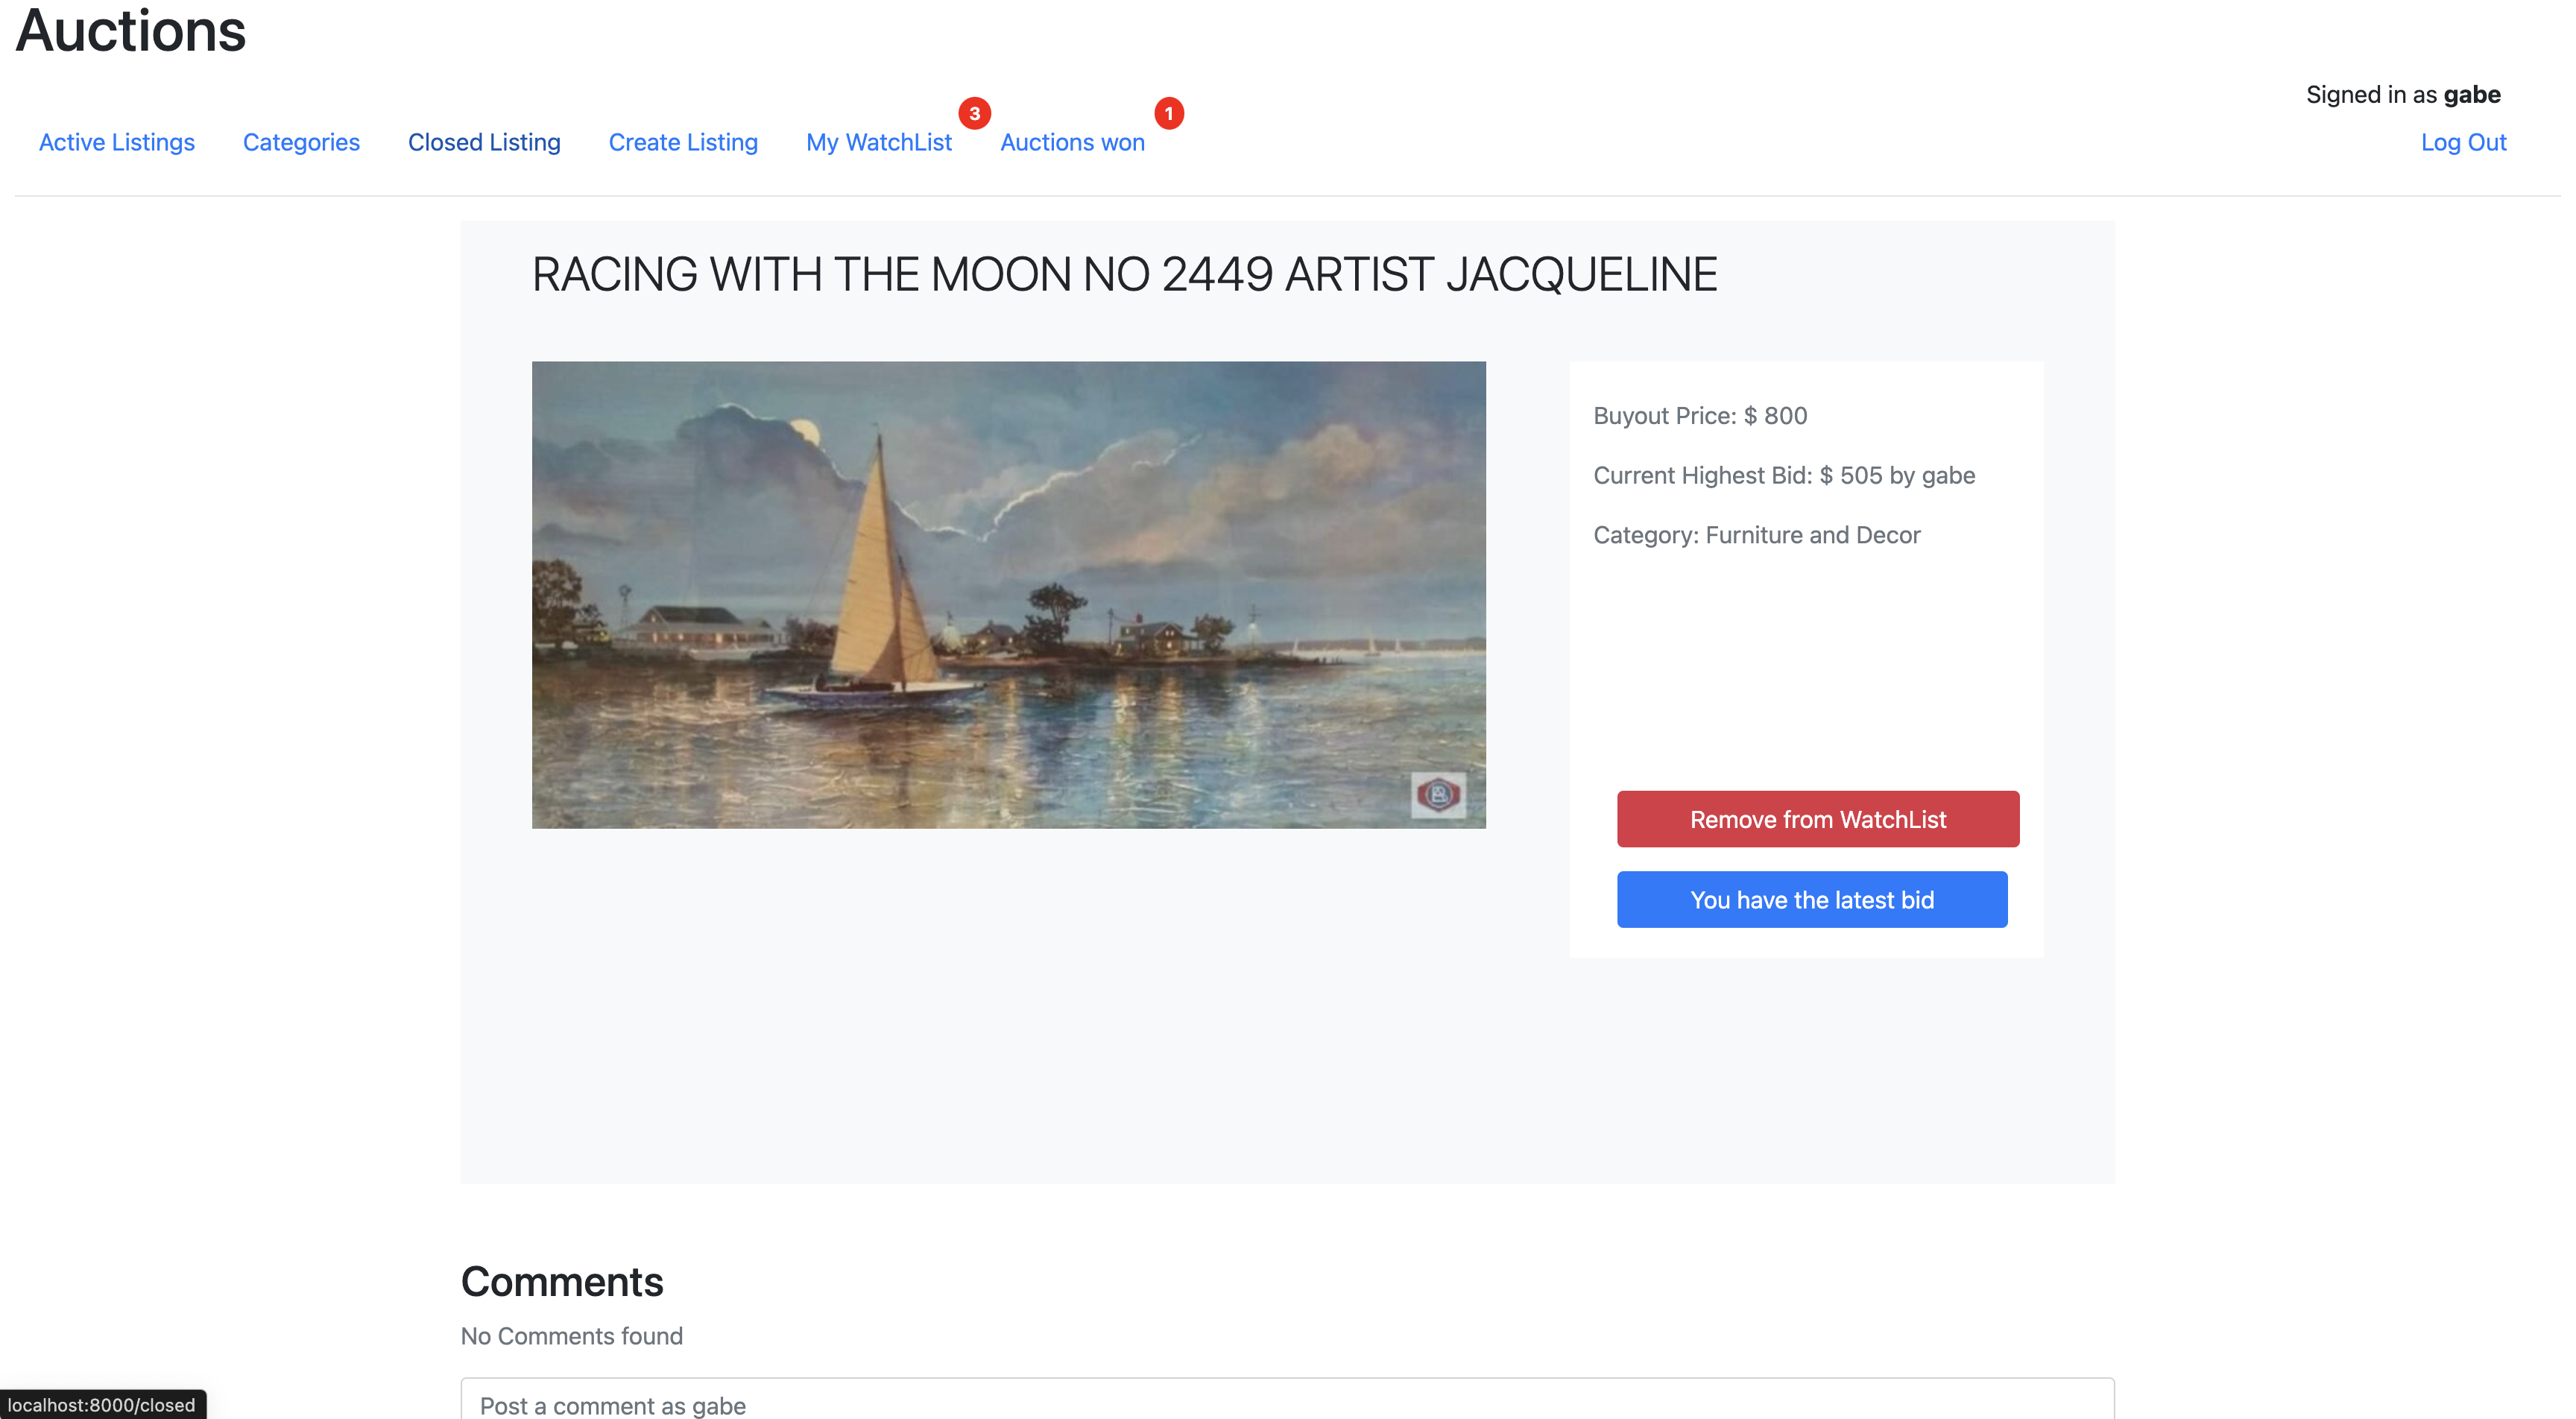 Auctions
Signed in as gabe
Active Listings Categories Closed Listing Create Listing My WatchList 3 Auctions won 1 Log Out
RACING WITH THE MOON NO 2449 ARTIST JACQUELINE
Buyout Price: $ 800
Current Highest Bid: $ 505 by gabe
Category: Furniture and Decor
Remove from WatchList
You have the latest bid
Comments
No Comments found
Post a comment as gabe
localhost:8000/closed